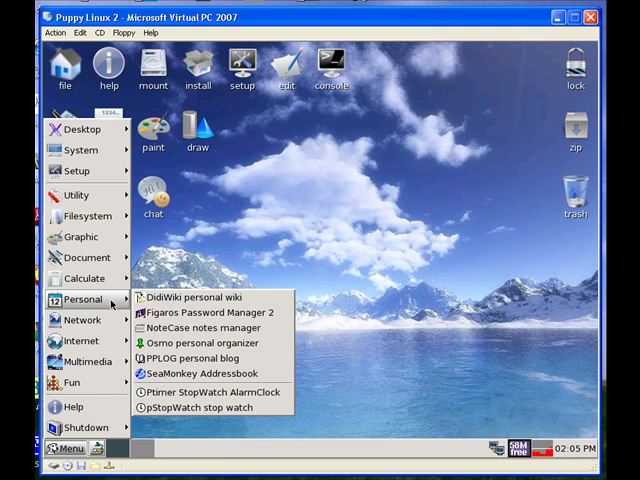 Puppy Linux 2 - Microsoft Virtual PC 2007
Action Edit CD Floppy Help
file help mount install setup edit console lock
1234
paint draw zip
chat trash
Desktop
System
Setup
Utility
Filesystem
Graphic
Document
Calculate
12 Personal
Network
Internet
Multimedia
Fun
Help
Shutdown
DidiWiki personal wiki
Figaros Password Manager 2
NoteCase notes manager
Osmo personal organizer
PPLOG personal blog
SeaMonkey Addressbook
Ptimer StopWatch AlarmClock
pStopWatch stop watch
Menu 58M free 02:05 PM